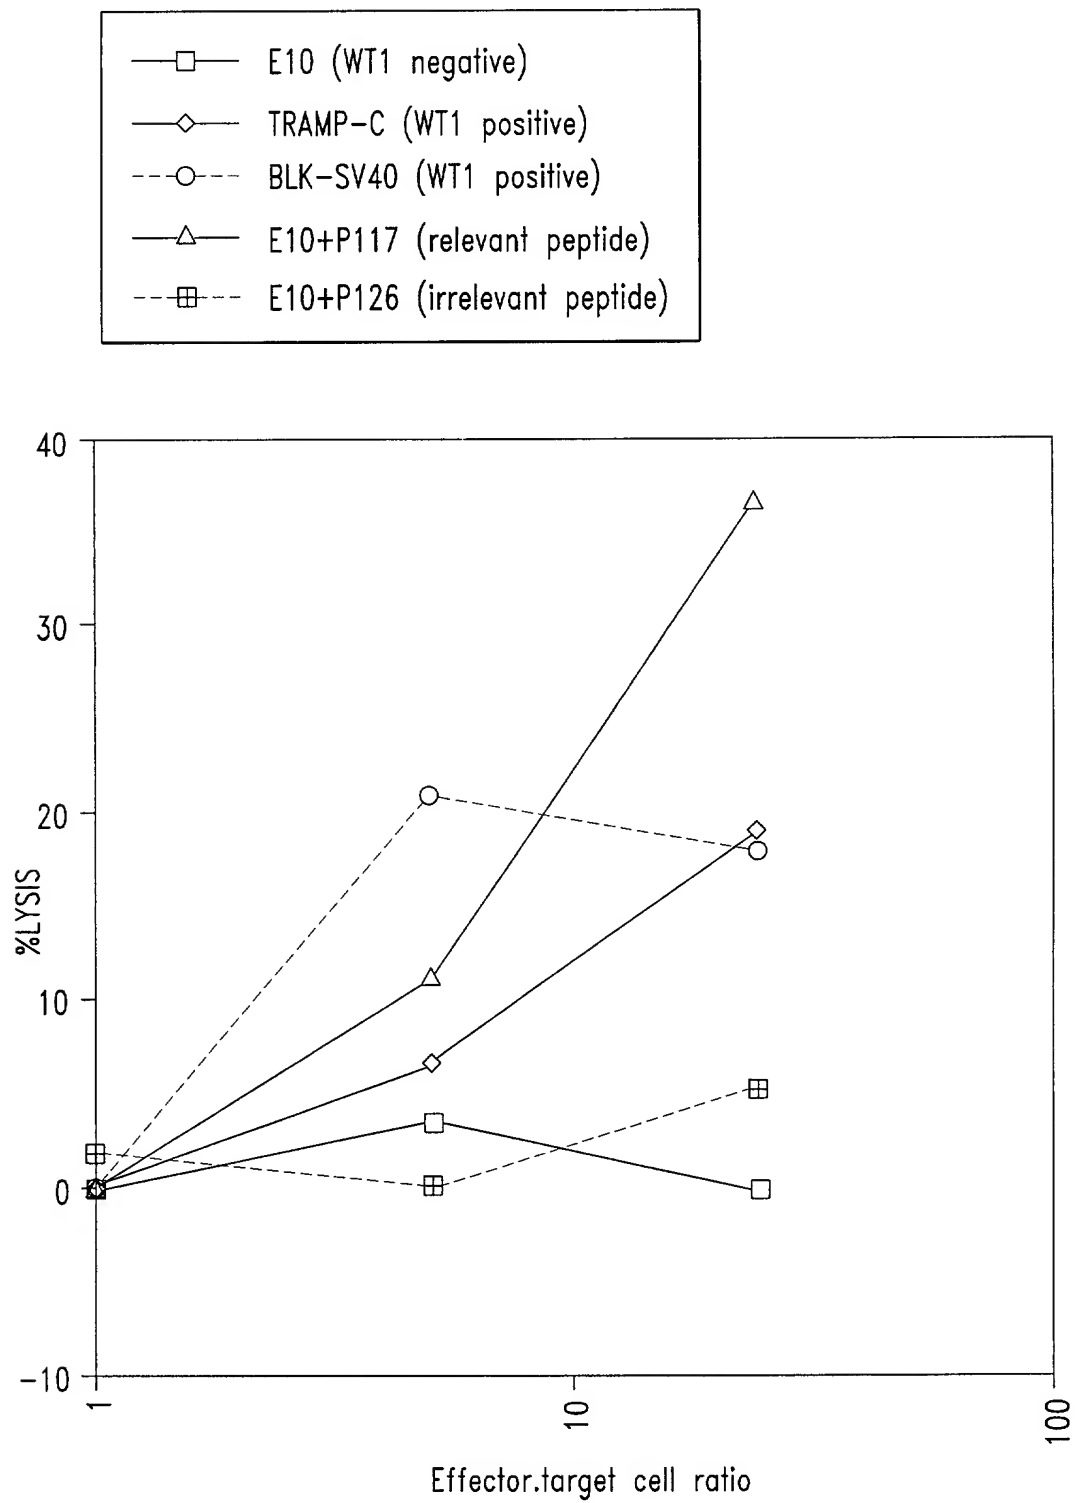 E10 (WT1 negative)
TRAMP-C (WT1 positive)
BLK-SV40 (WT1 positive)
E10+P117 (relevant peptide)
E10+P126 (irrelevant peptide)
40
30
20
10
0
-10
%LYSIS
1
10
100
Effector.target cell ratio